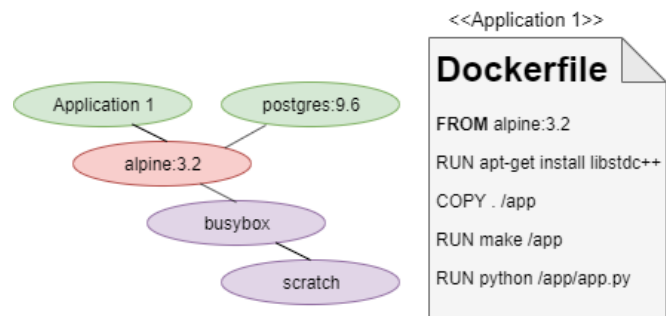 Application 1
postgres:9.6
alpine:3.2
busybox
scratch
<<Application 1>>
Dockerfile
FROM alpine:3.2
RUN apt-get install libstdc++
COPY . /app
RUN make /app
RUN python /app/app.py